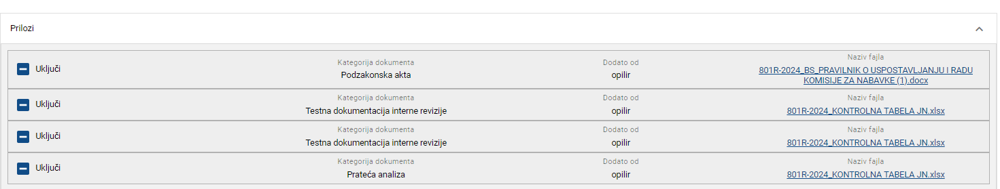 Prilozi
Uključi
Kategorija dokumenta
Podzakonska akta
Dodato od
opilir
Naziv fajla
801R-2024_BS_PRAVILNIK O USPOSTAVLJANJU I RADU
KOMISIJE ZA NABAVKE (1).docx
Uključi
Kategorija dokumenta
Testna dokumentacija interne revizije
Dodato od
opilir
Naziv fajla
801R-2024_KONTROLNA TABELA JN.xlsx
Uključi
Kategorija dokumenta
Testna dokumentacija interne revizije
Dodato od
opilir
Naziv fajla
801R-2024_KONTROLNA TABELA JN.xlsx
Uključi
Kategorija dokumenta
Prateća analiza
Dodato od
opilir
Naziv fajla
801R-2024_KONTROLNA TABELA JN.xlsx